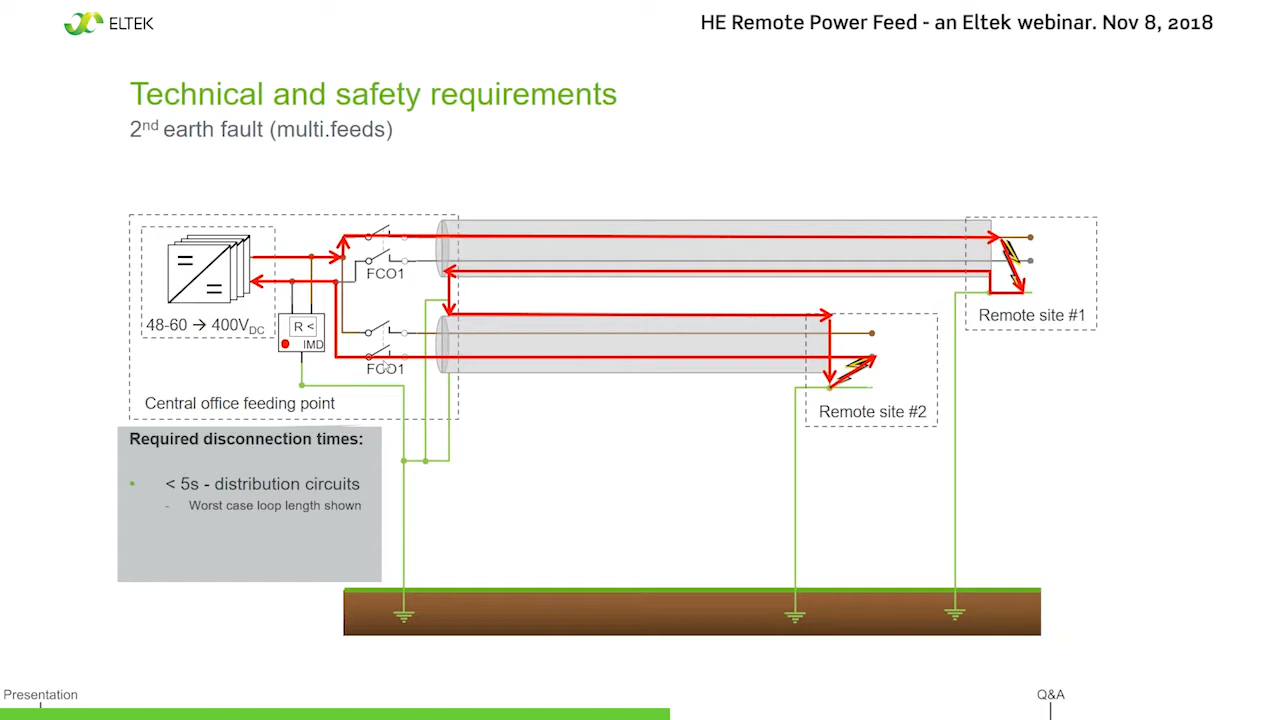 ELTEK
HE Remote Power Feed - an Eltek webinar. Nov 8, 2018
Technical and safety requirements
2nd earth fault (multi.feeds)
FCO1
48-60 → 400VDC
R <
IMD
Remote site #1
FCO1
Central office feeding point
Remote site #2
Required disconnection times:
• < 5s - distribution circuits
- Worst case loop length shown
Presentation
Q&A